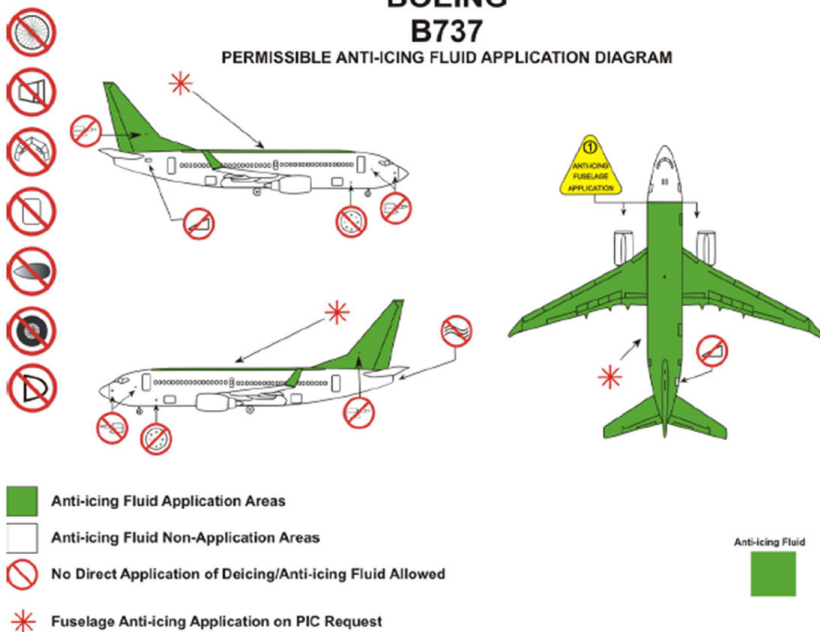 BOEING
B737
PERMISSIBLE ANTI-ICING FLUID APPLICATION DIAGRAM
1
ANTI-ICING
FUSELAGE
APPLICATION
Anti-icing Fluid Application Areas
Anti-icing Fluid Non-Application Areas
No Direct Application of Deicing/Anti-icing Fluid Allowed
Fuselage Anti-icing Application on PIC Request
Anti-icing Fluid